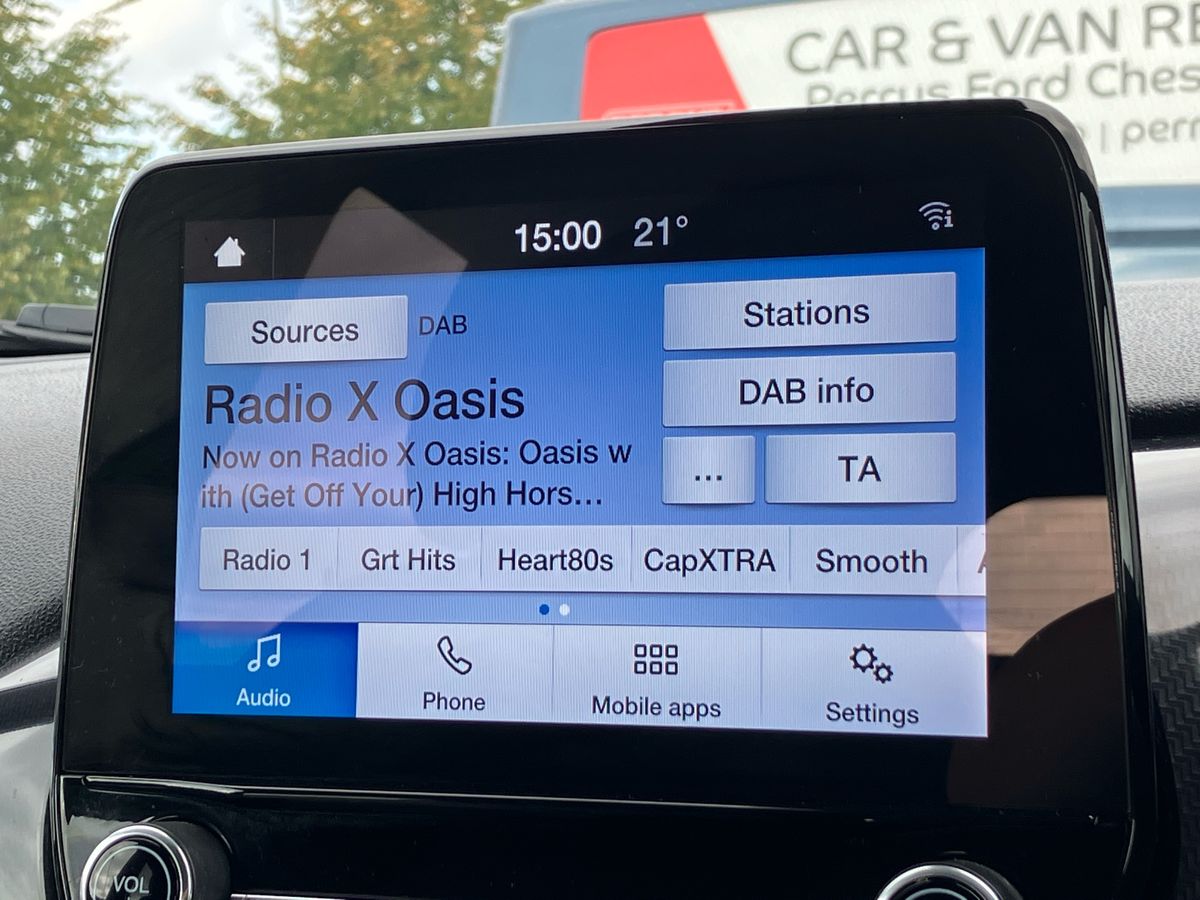 CAR & VAN RE
Perrys Ford Ches
| perr
15:00 21°
Sources DAB
Stations
DAB info
Radio X Oasis
Now on Radio X Oasis: Oasis w
ith (Get Off Your) High Hors...
... TA
Radio 1 Grt Hits Heart80s CapXTRA Smooth
Audio Phone Mobile apps Settings
VOL